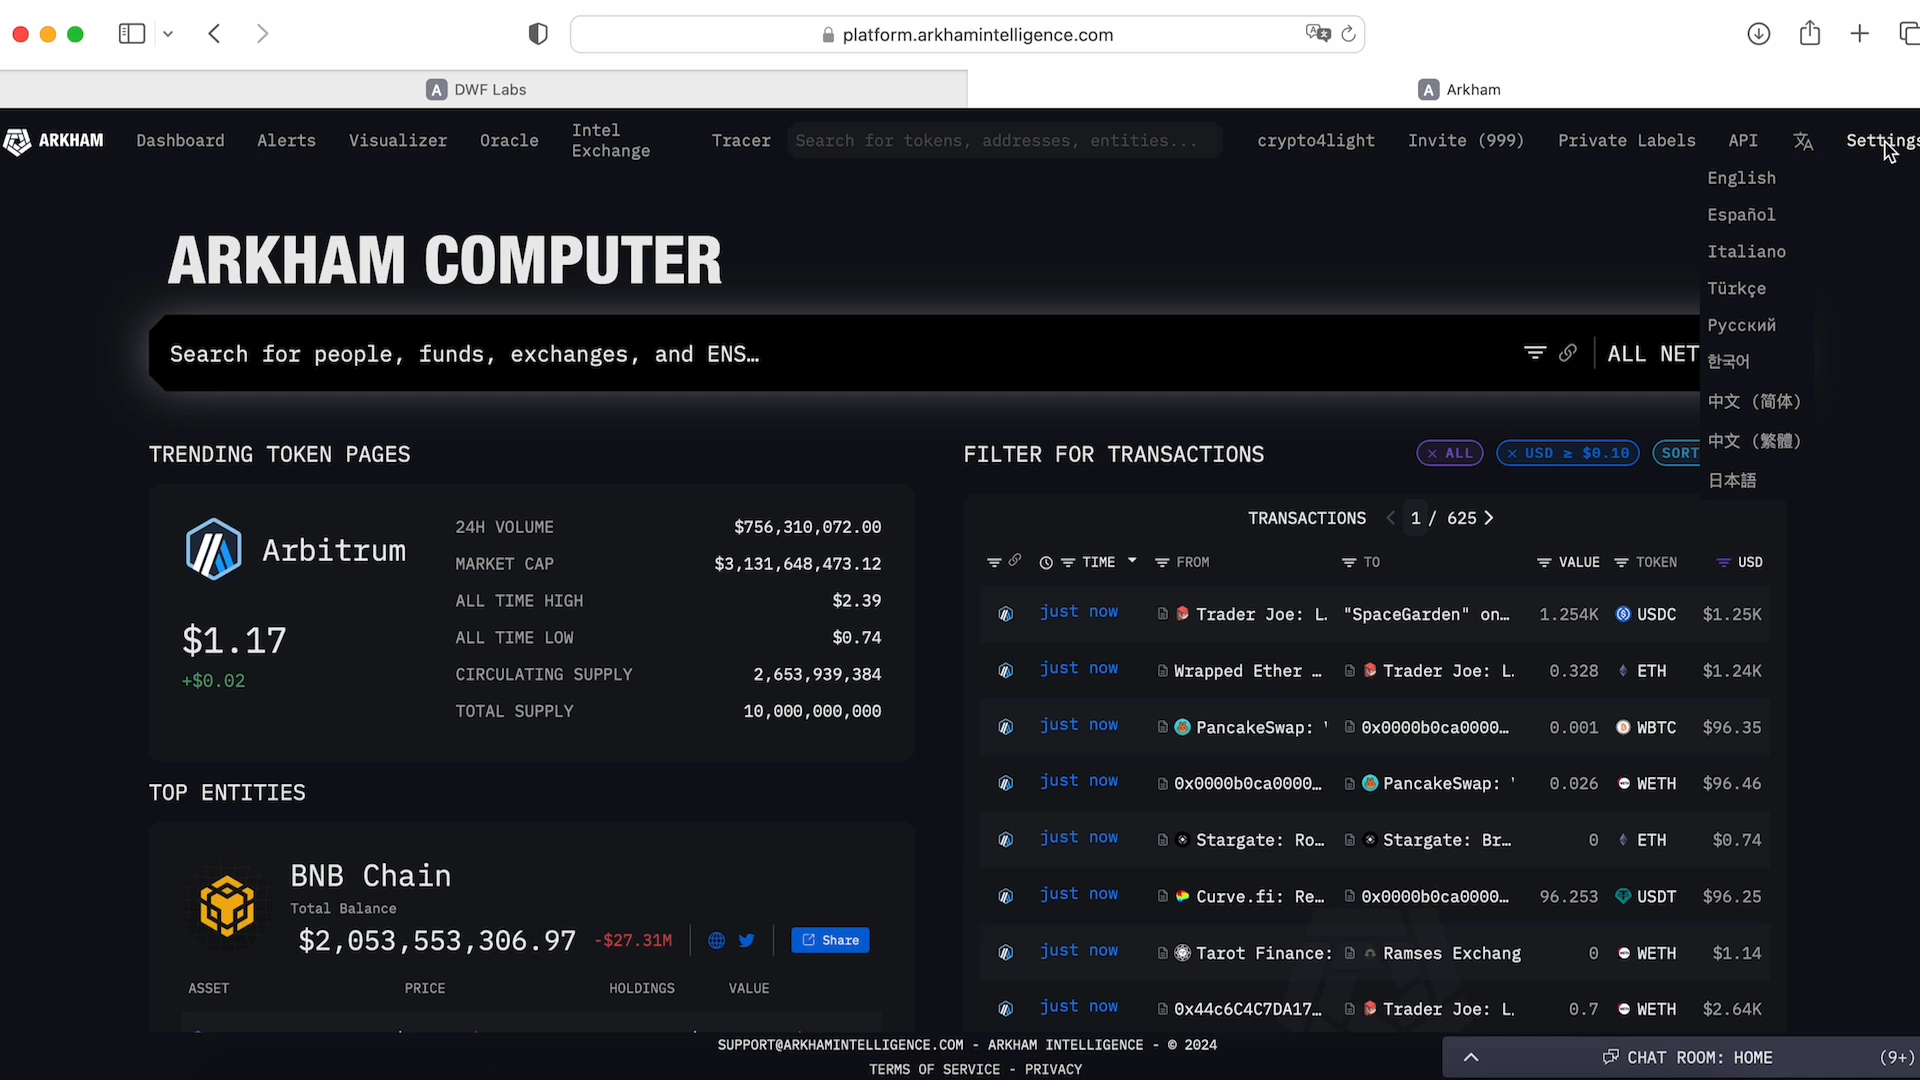 platform.arkhamintelligence.com
A DWF Labs
A Arkham
ARKHAM Dashboard Alerts Visualizer Oracle Intel Exchange Tracer Search for tokens, addresses, entities... crypto4light Invite (999) Private Labels API Settings
English
Español
Italiano
Türkçe
Русский
한국어
中文 (简体)
中文 (繁體)
日本語
ARKHAM COMPUTER
Search for people, funds, exchanges, and ENS…
ALL NET
TRENDING TOKEN PAGES
Arbitrum
$1.17
+$0.02
24H VOLUME $756,310,072.00
MARKET CAP $3,131,648,473.12
ALL TIME HIGH $2.39
ALL TIME LOW $0.74
CIRCULATING SUPPLY 2,653,939,384
TOTAL SUPPLY 10,000,000,000
TOP ENTITIES
BNB Chain
Total Balance
$2,053,553,306.97 -$27.31M Share
ASSET PRICE HOLDINGS VALUE
FILTER FOR TRANSACTIONS × ALL × USD ≥ $0.10 SORT
TRANSACTIONS 1 / 625
TIME FROM TO VALUE TOKEN USD
just now Trader Joe: L. "SpaceGarden" on… 1.254K USDC $1.25K
just now Wrapped Ether … Trader Joe: L. 0.328 ETH $1.24K
just now PancakeSwap: ' 0x0000b0ca0000… 0.001 WBTC $96.35
just now 0x0000b0ca0000… PancakeSwap: ' 0.026 WETH $96.46
just now Stargate: Ro… Stargate: Br… 0 ETH $0.74
just now Curve.fi: Re… 0x0000b0ca0000… 96.253 USDT $96.25
just now Tarot Finance: Ramses Exchang 0 WETH $1.14
just now 0x44c6C4C7DA17… Trader Joe: L. 0.7 WETH $2.64K
SUPPORT@ARKHAMINTELLIGENCE.COM - ARKHAM INTELLIGENCE - © 2024
TERMS OF SERVICE - PRIVACY
CHAT ROOM: HOME (9+)